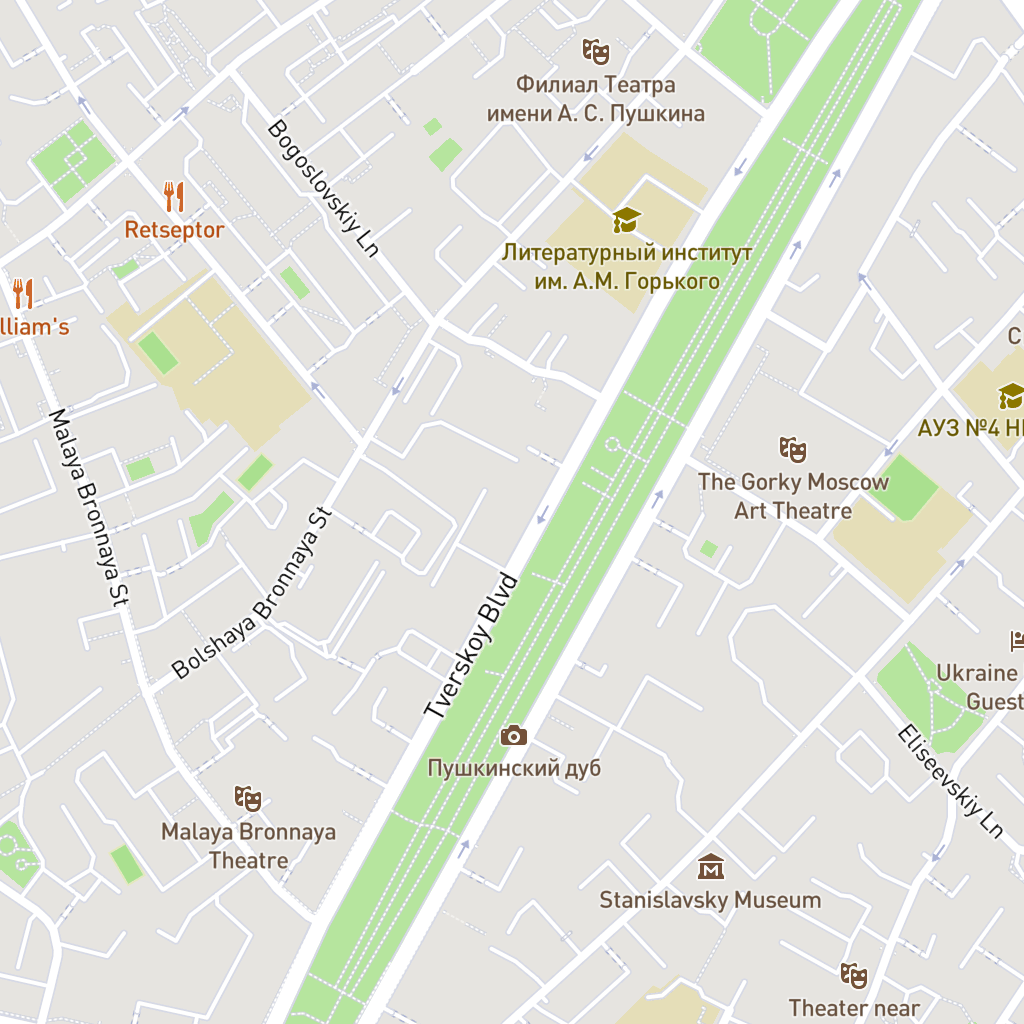 Филиал Театра
имени А. С. Пушкина
Bogoslovskiy Ln
Retseptor
Литературный институт
им. А.М. Горького
lliam's
С
АУЗ №4 НІ
Malaya Bronnaya St
The Gorky Moscow
Art Theatre
Bolshaya Bronnaya St
Tverskoy Blvd
Ukraine
Guest
Eliseevskiy Ln
Пушкинский дуб
Malaya Bronnaya
Theatre
Stanislavsky Museum
Theater near